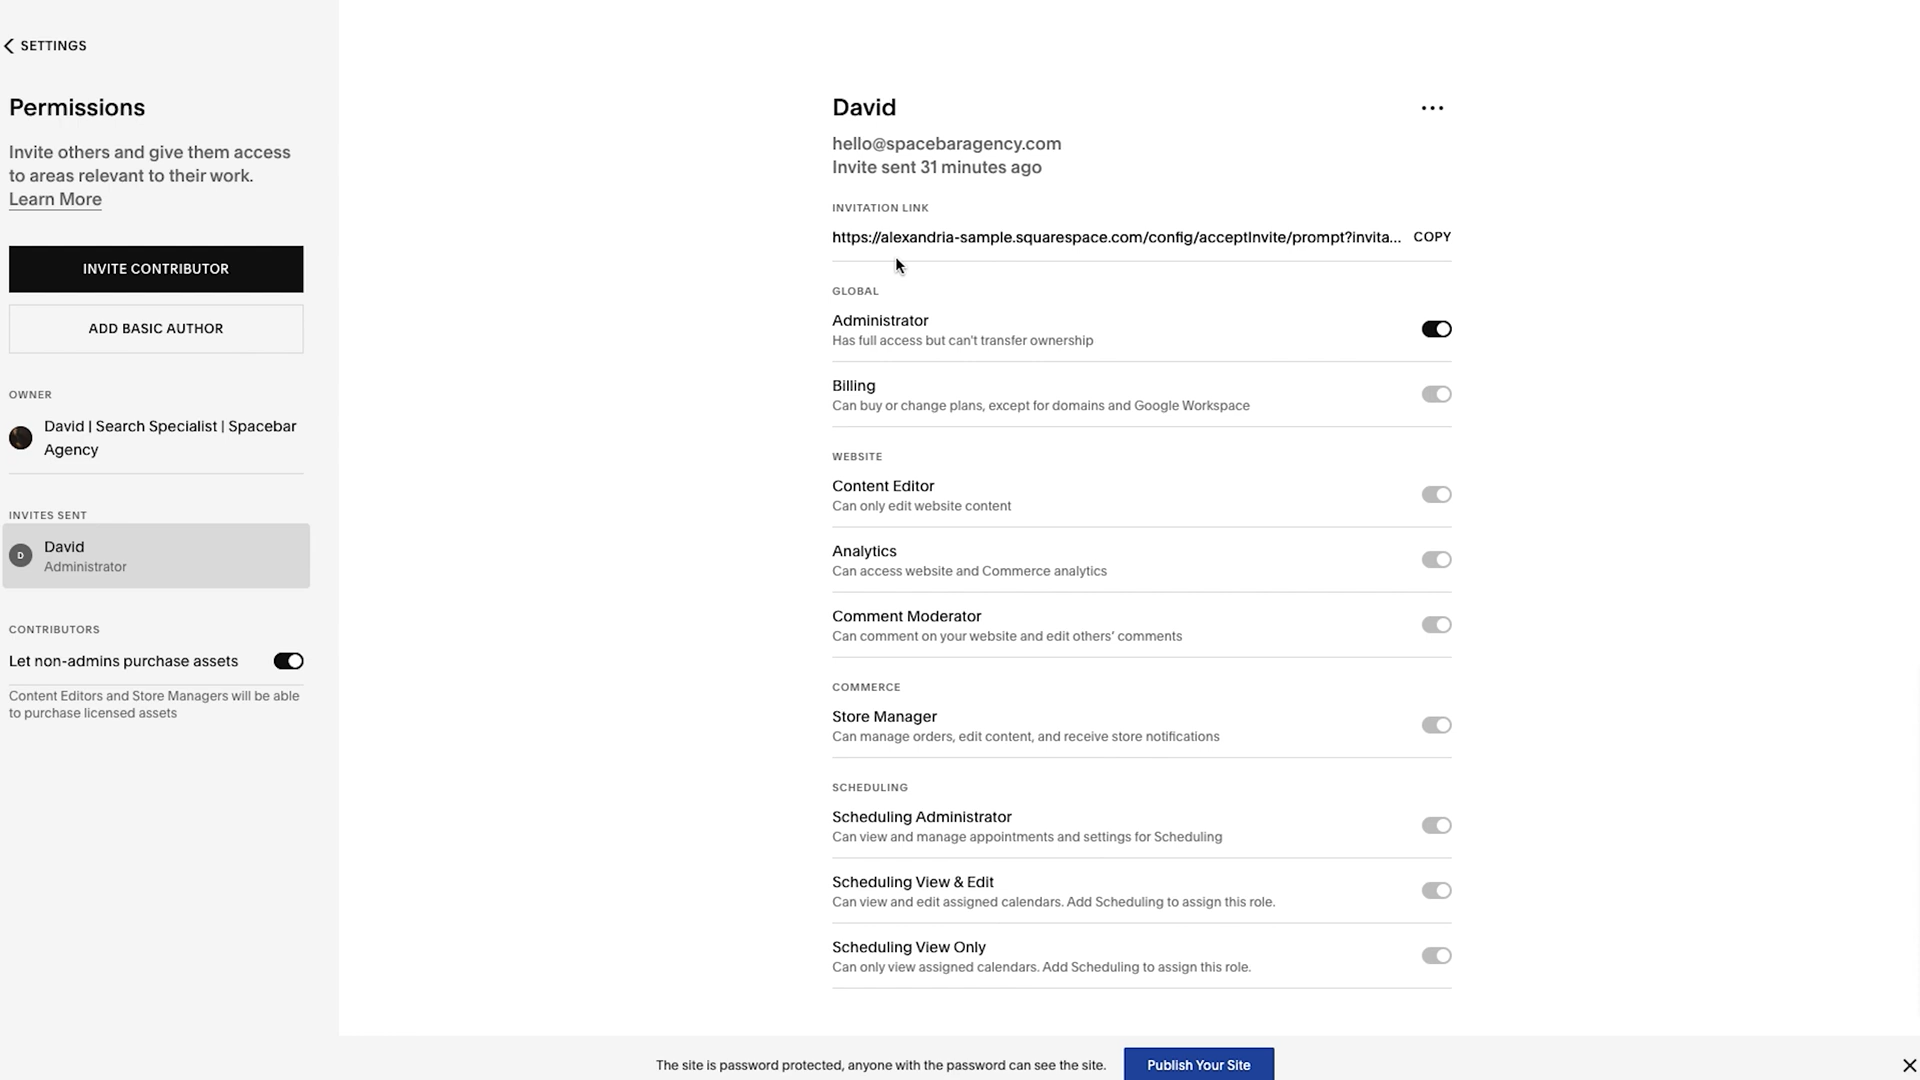 SETTINGS
Permissions
Invite others and give them access
to areas relevant to their work.
Learn More
INVITE CONTRIBUTOR
ADD BASIC AUTHOR
OWNER
David | Search Specialist | Spacebar
Agency
INVITES SENT
D
David
Administrator
CONTRIBUTORS
Let non-admins purchase assets
Content Editors and Store Managers will be able
to purchase licensed assets
David
hello@spacebaragency.com
Invite sent 31 minutes ago
INVITATION LINK
https://alexandria-sample.squarespace.com/config/acceptInvite/prompt?invita... COPY
GLOBAL
Administrator
Has full access but can't transfer ownership
Billing
Can buy or change plans, except for domains and Google Workspace
WEBSITE
Content Editor
Can only edit website content
Analytics
Can access website and Commerce analytics
Comment Moderator
Can comment on your website and edit others’ comments
COMMERCE
Store Manager
Can manage orders, edit content, and receive store notifications
SCHEDULING
Scheduling Administrator
Can view and manage appointments and settings for Scheduling
Scheduling View & Edit
Can view and edit assigned calendars. Add Scheduling to assign this role.
Scheduling View Only
Can only view assigned calendars. Add Scheduling to assign this role.
The site is password protected, anyone with the password can see the site. Publish Your Site